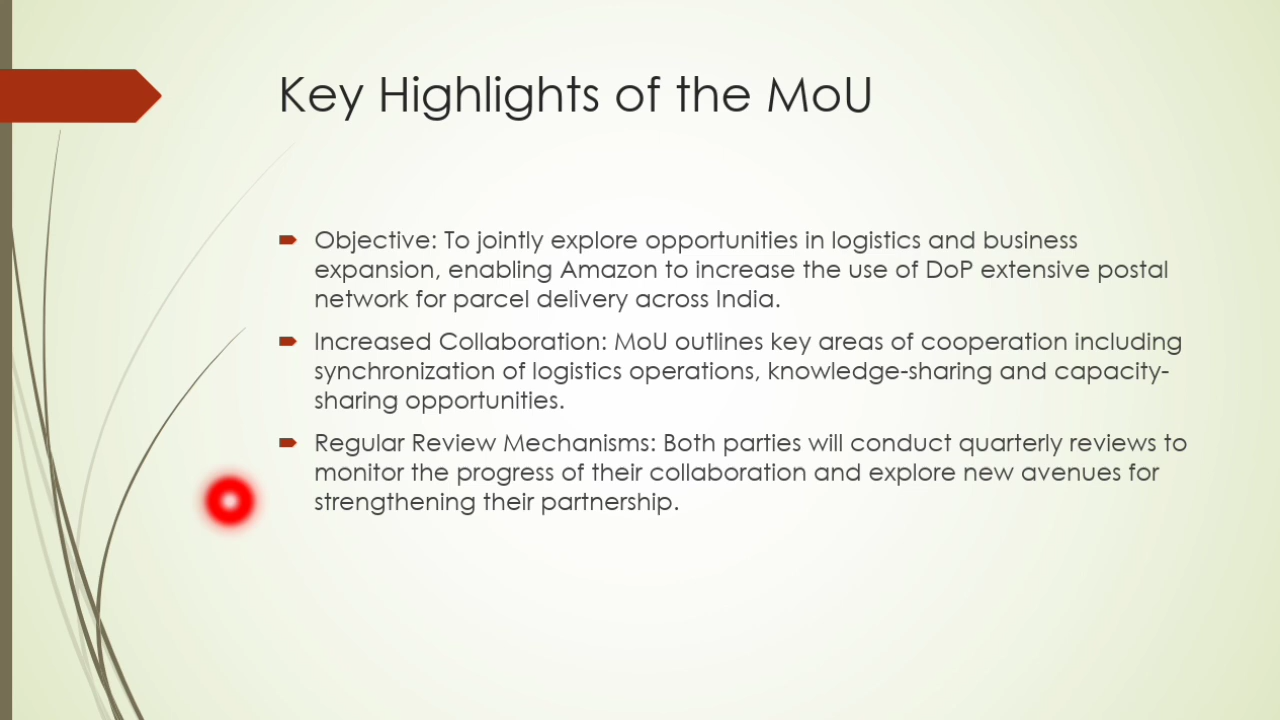 Key Highlights of the MoU
Objective: To jointly explore opportunities in logistics and business
expansion, enabling Amazon to increase the use of DoP extensive postal
network for parcel delivery across India.
Increased Collaboration: MoU outlines key areas of cooperation including
synchronization of logistics operations, knowledge-sharing and capacity-
sharing opportunities.
Regular Review Mechanisms: Both parties will conduct quarterly reviews to
monitor the progress of their collaboration and explore new avenues for
strengthening their partnership.